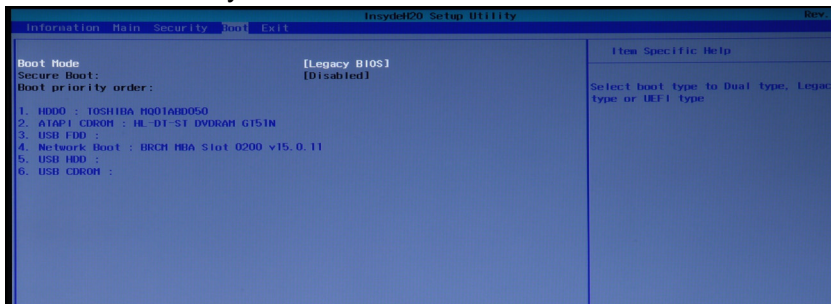 InsydeH20 Setup Utility
Rev.
Information Main Security Boot Exit
Item Specific Help
Boot Mode [Legacy BIOS]
Secure Boot: [Disabled]
Boot priority order:
Select boot type to Dual type, Legac
type or UEFI type
1. HDD0 : TOSHIBA MQ01ABD050
2. ATAPI CDROM : HL-DT-ST DVDRAM GT51N
3. USB FDD :
4. Network Boot : BRCM MBA Slot 0200 v15.0.11
5. USB HDD :
6. USB CDROM :